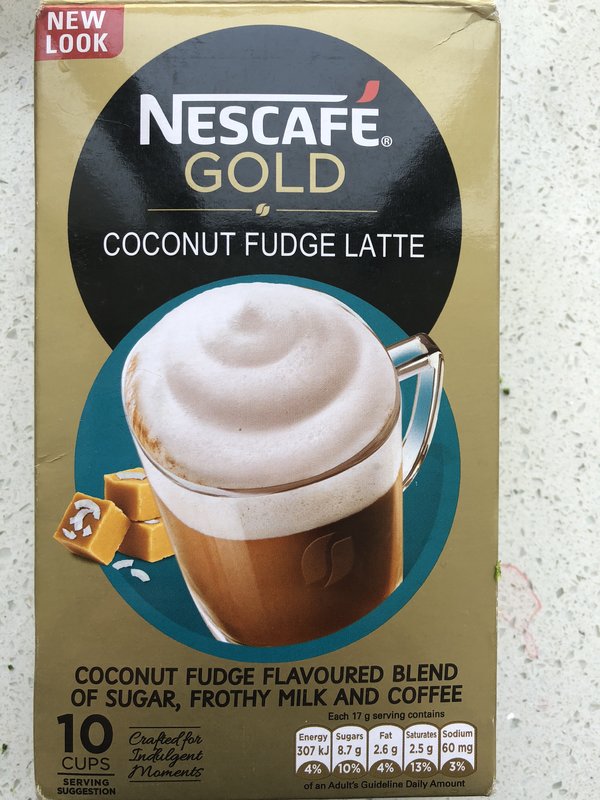 NEW
LOOK
NESCAFÉ®
GOLD
COCONUT FUDGE LATTE
COCONUT FUDGE FLAVOURED BLEND
OF SUGAR, FROTHY MILK AND COFFEE
10
CUPS
SERVING
SUGGESTION
Crafted for
Indulgent
Moments
Each 17 g serving contains
Energy Sugars Fat Saturates Sodium
307 kJ 8.7 g 2.6 g 2.5 g 60 mg
4% 10% 4% 13% 3%
of an Adult's Guideline Daily Amount